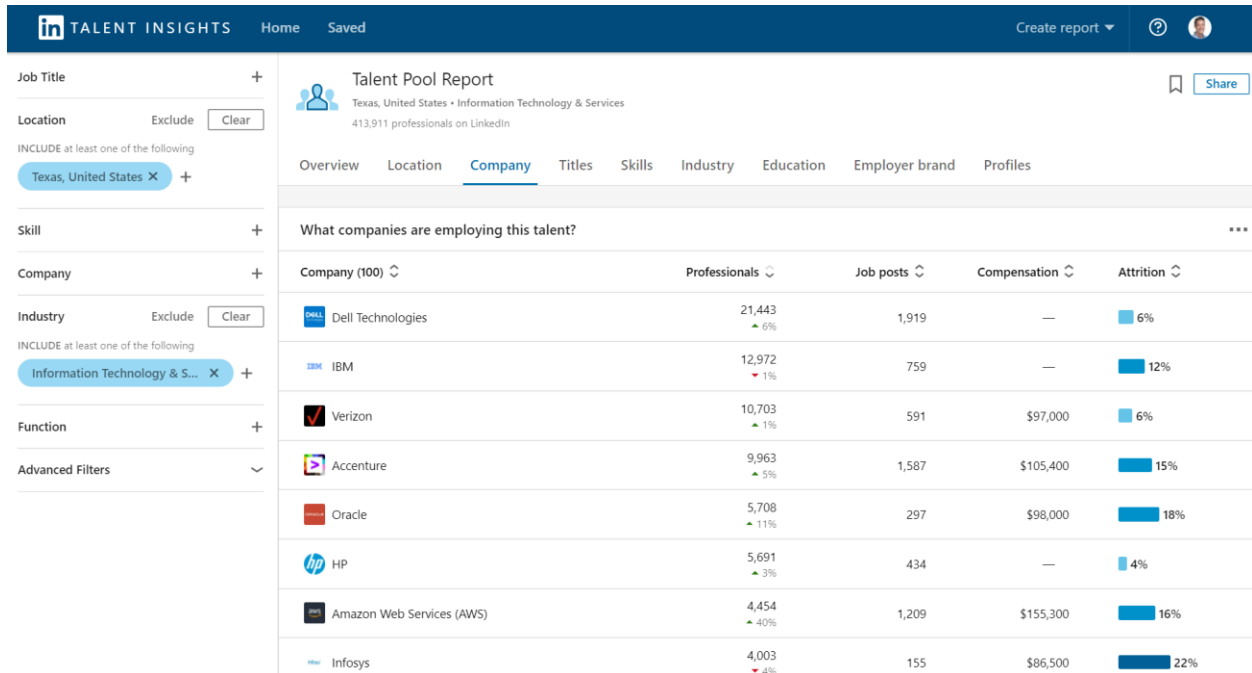 in TALENT INSIGHTS Home Saved Create report
Job Title
Location Exclude Clear
INCLUDE at least one of the following
Texas, United States
Skill
Company
Industry Exclude Clear
INCLUDE at least one of the following
Information Technology & S...
Function
Advanced Filters
Talent Pool Report
Texas, United States • Information Technology & Services
413,911 professionals on LinkedIn
Share
Overview Location Company Titles Skills Industry Education Employer brand Profiles
What companies are employing this talent?
Company (100) Professionals Job posts Compensation Attrition
DELL Dell Technologies 21,443 1,919 — 6%
6%
IBM IBM 12,972 759 — 12%
1%
Verizon 10,703 591 $97,000 6%
1%
Accenture 9,963 1,587 $105,400 15%
5%
Oracle 5,708 297 $98,000 18%
11%
hp HP 5,691 434 — 4%
3%
aws Amazon Web Services (AWS) 4,454 1,209 $155,300 16%
40%
Infosys 4,003 155 $86,500 22%
4%